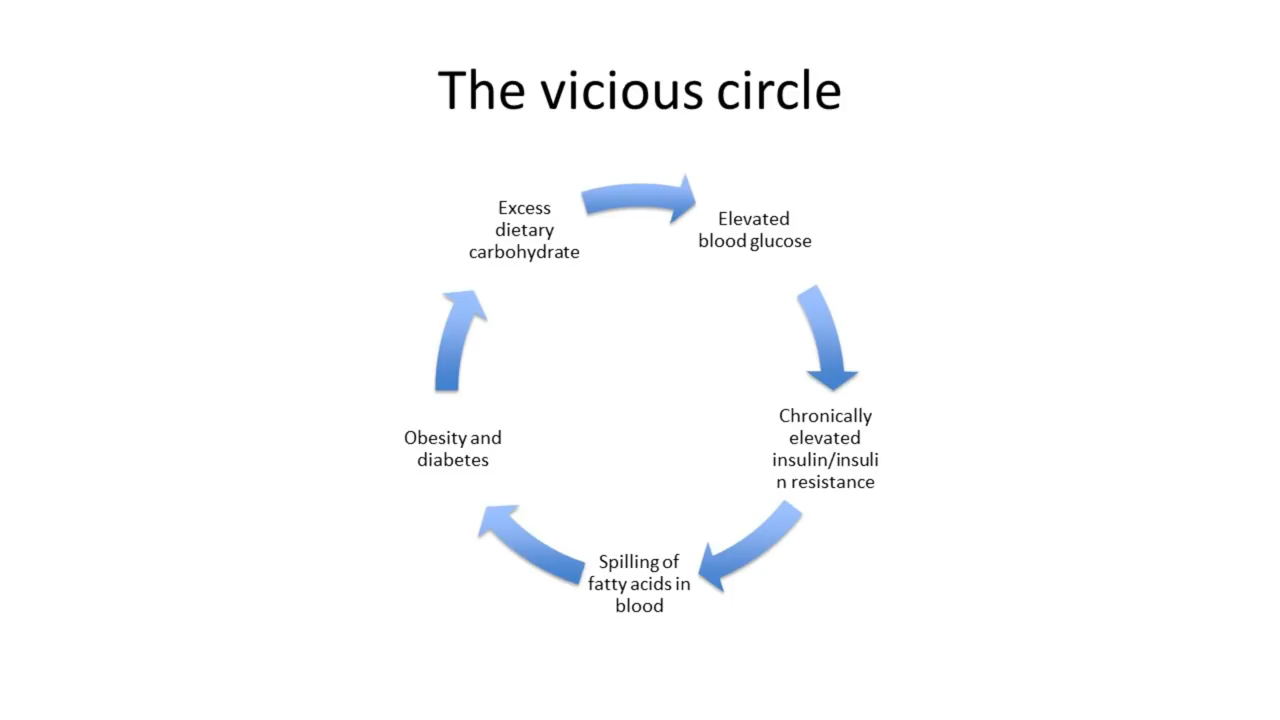 The vicious circle
Excess
dietary
carbohydrate
Elevated
blood glucose
Chronically
elevated
insulin/insuli
n resistance
Spilling of
fatty acids in
blood
Obesity and
diabetes